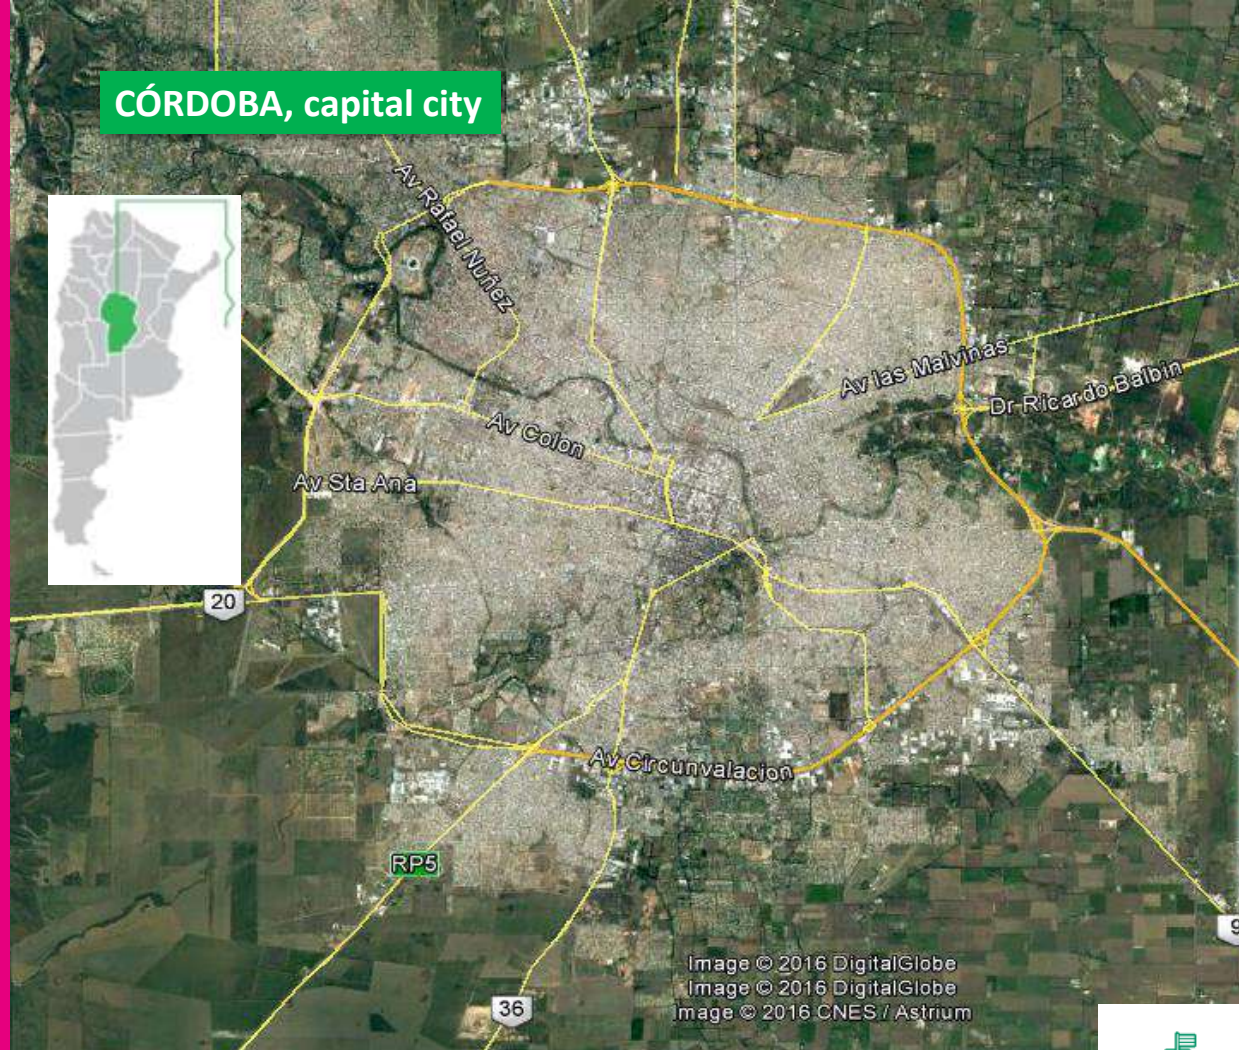 CÓRDOBA, capital city
Av Rafael Nuñez
Av las Malvinas
Dr Ricardo Balbin
Av Colon
Av Sta Ana
20
Av Circunvalacion
RP5
9
Image © 2016 DigitalGlobe
Image © 2016 DigitalGlobe
Image © 2016 CNES / Astrium
36